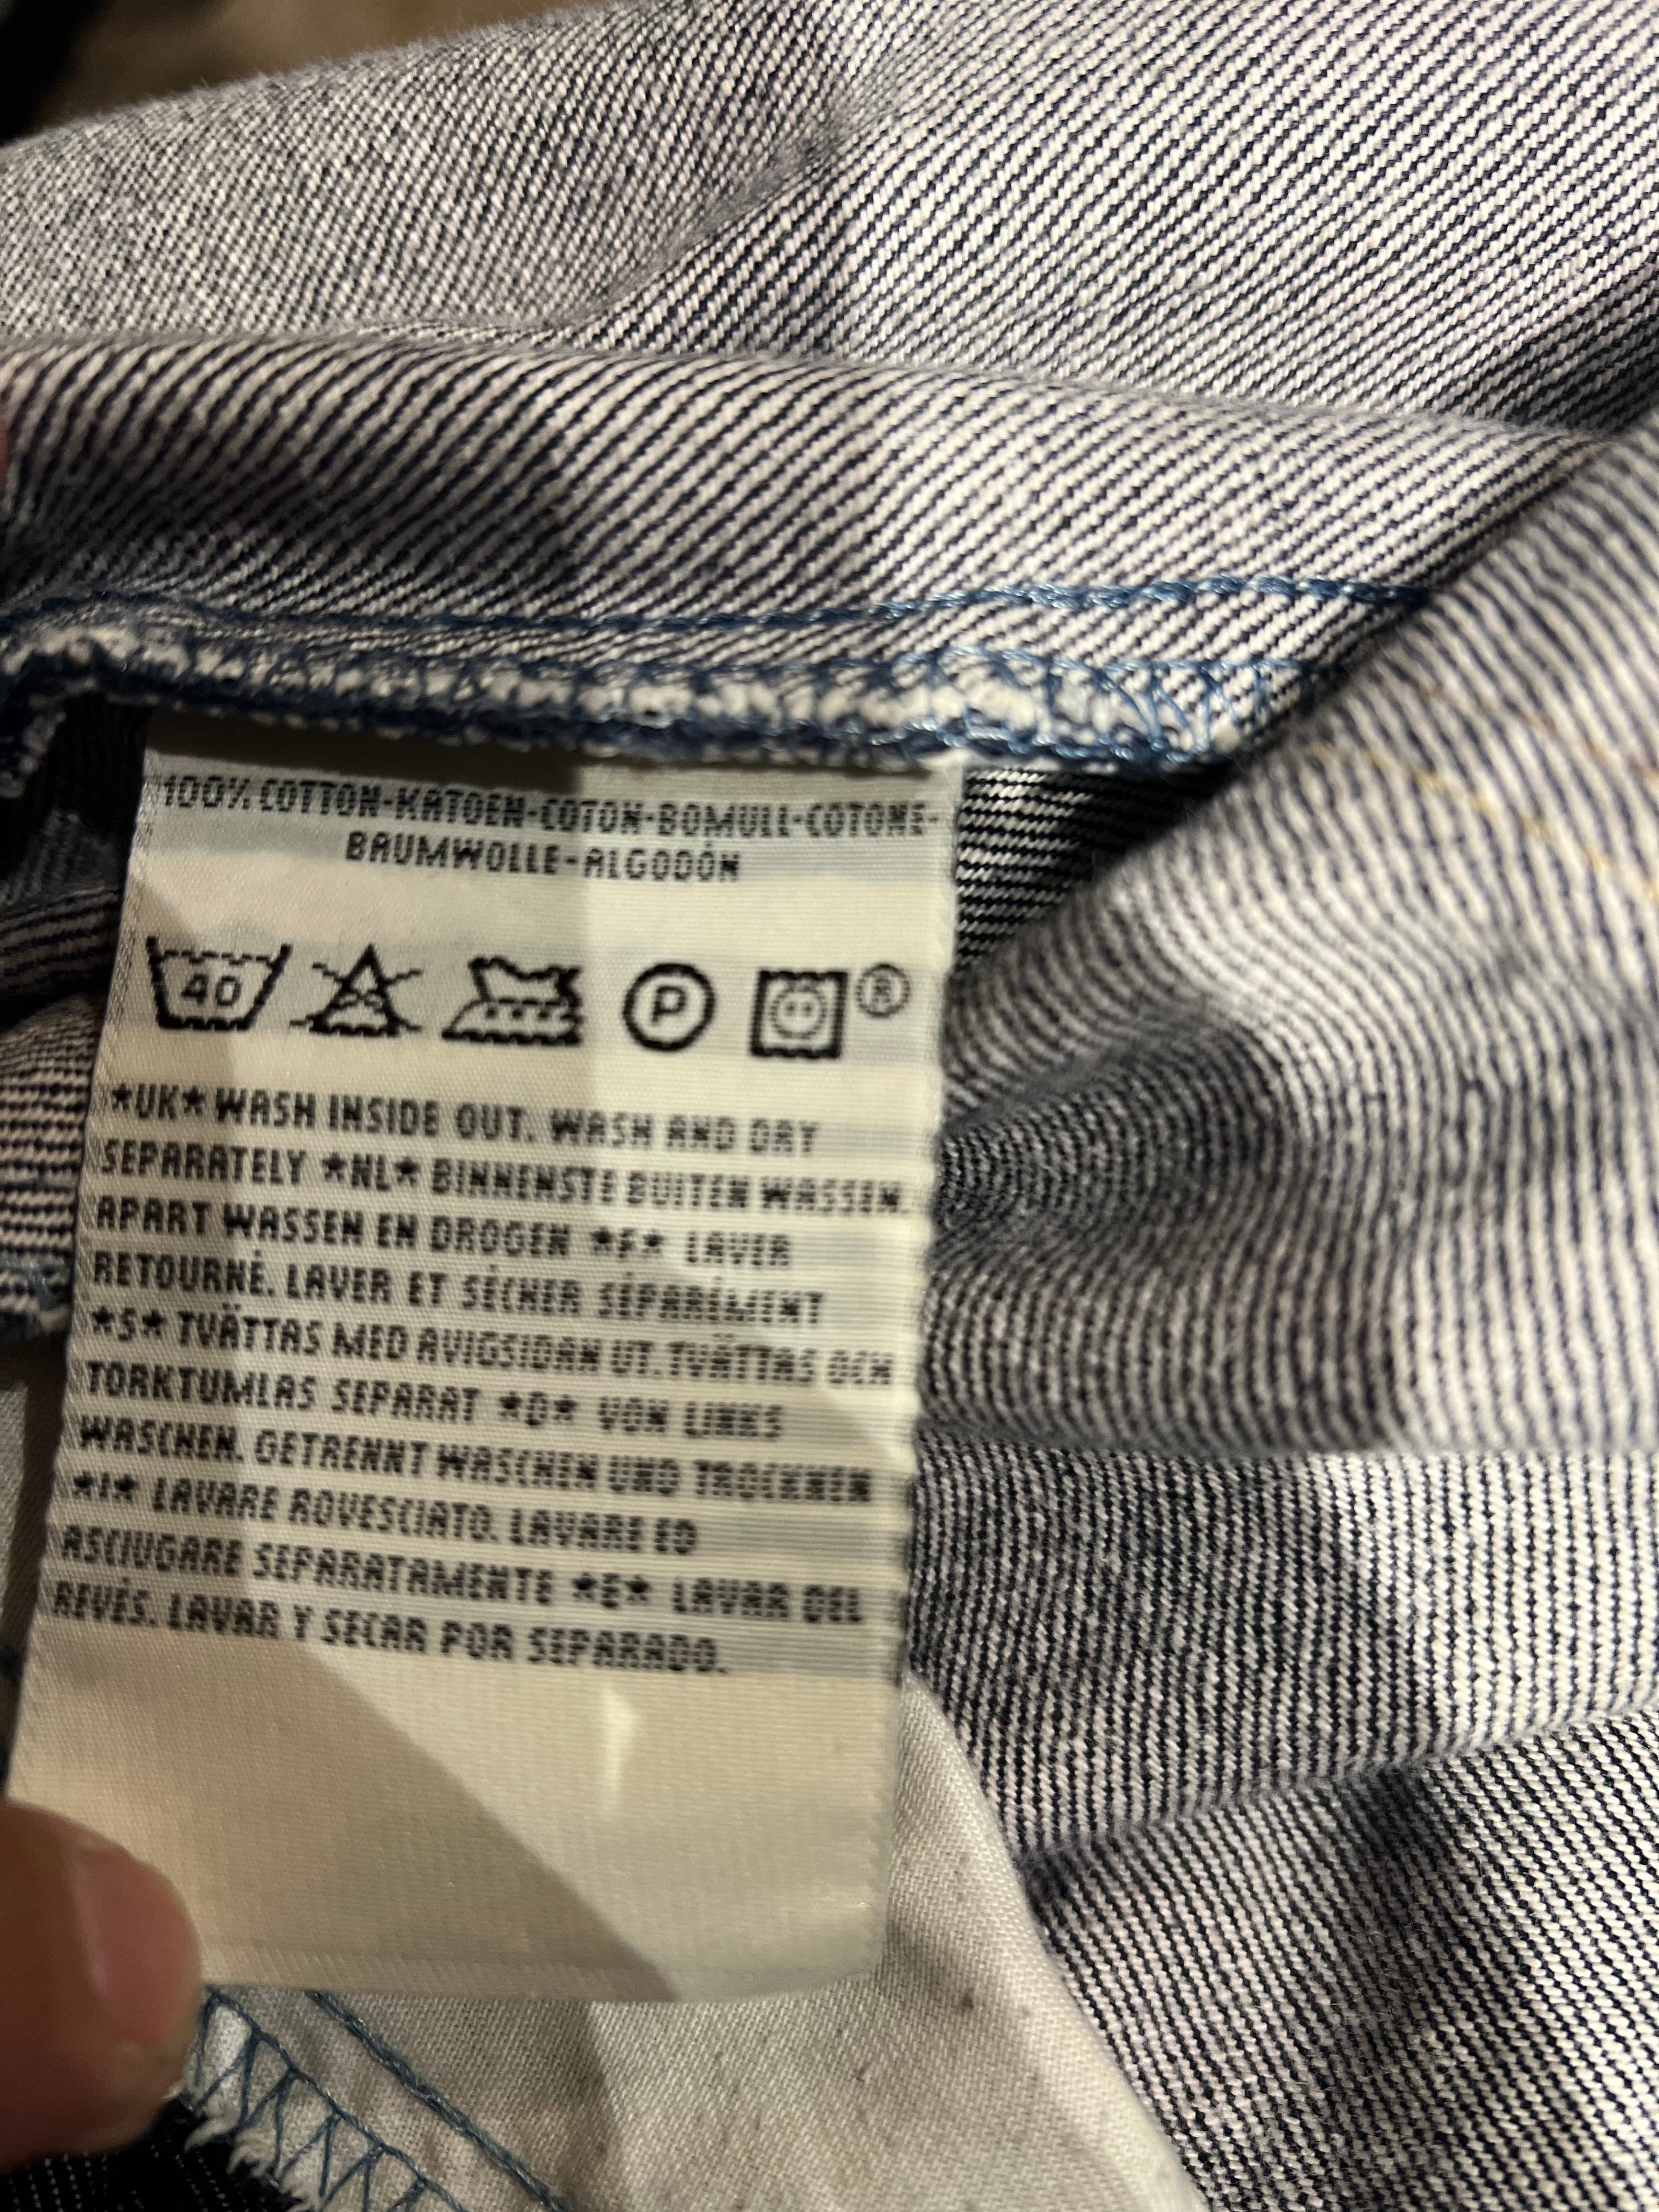 100% COTTON-KATOEN-COTON-BOMULL-COTONE-
BAUMWOLLE-ALGODÓN
40 P ®
*UK* WASH INSIDE OUT. WASH AND DRY
SEPARATELY *NL* BINNENSTE BUITEN WASSEN.
APART WASSEN EN DROGEN *F* LAVER
RETOURNÉ. LAVER ET SÉCHER SÉPARÉMENT
*S* TVÄTTAS MED AVIGSIDAN UT. TVÄTTAS OCH
TORKTUMLAS SEPARAT *D* VON LINKS
WASCHEN. GETRENNT WASCHEN UND TROCKNEN
*I* LAVARE ROVESCIATO. LAVARE ED
ASCIUGARE SEPARATAMENTE *E* LAVAR DEL
REVÉS. LAVAR Y SECAR POR SEPARADO.